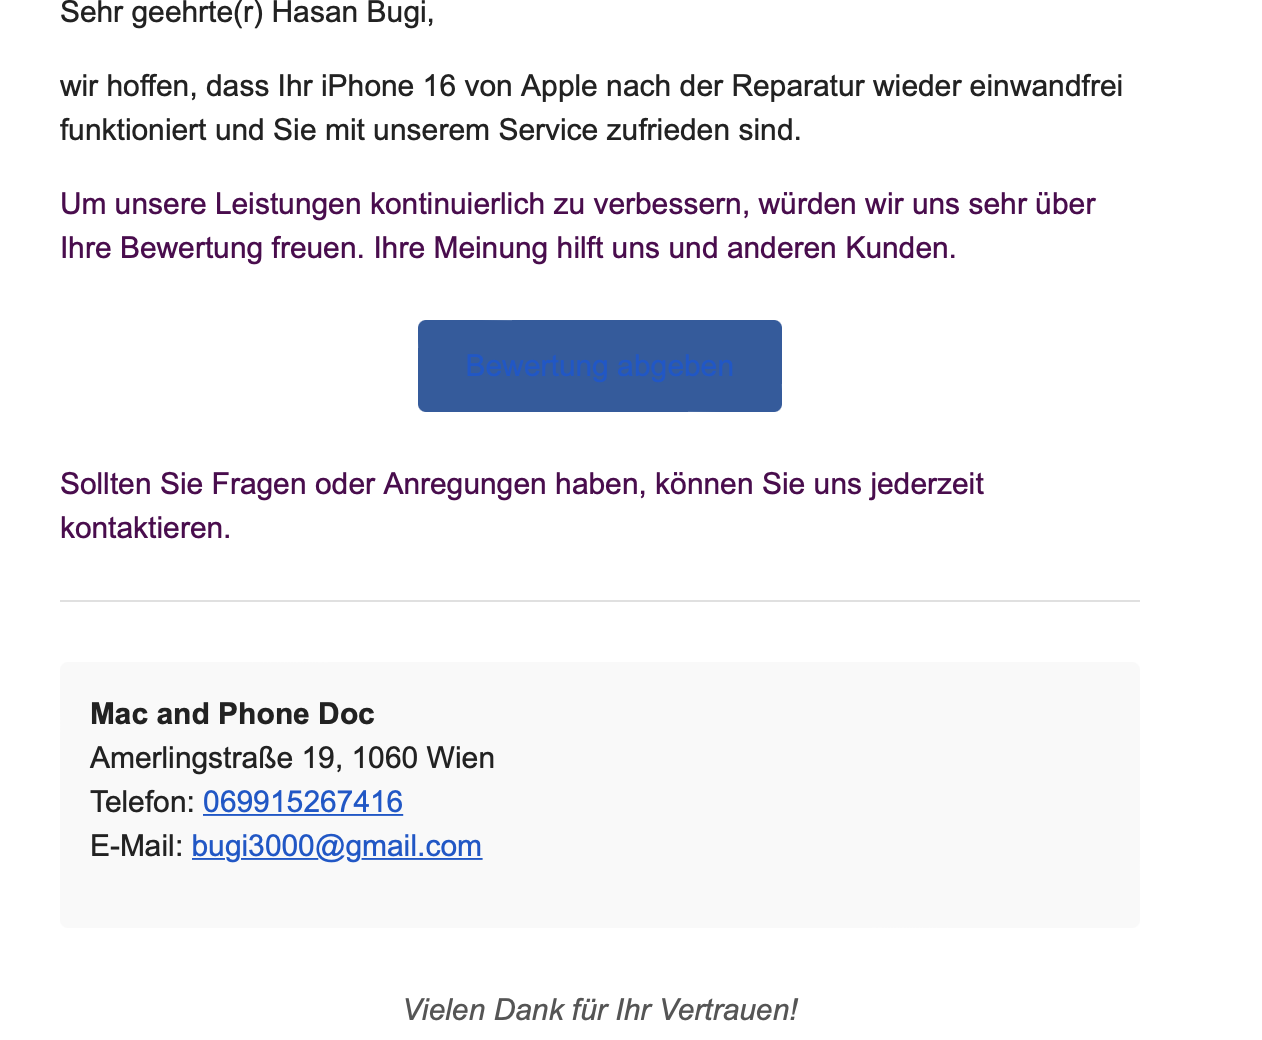 Sehr geehrte(r) Hasan Bugi,
wir hoffen, dass Ihr iPhone 16 von Apple nach der Reparatur wieder einwandfrei
funktioniert und Sie mit unserem Service zufrieden sind.
Um unsere Leistungen kontinuierlich zu verbessern, würden wir uns sehr über
Ihre Bewertung freuen. Ihre Meinung hilft uns und anderen Kunden.
Bewertung abgeben
Sollten Sie Fragen oder Anregungen haben, können Sie uns jederzeit
kontaktieren.
Mac and Phone Doc
Amerlingstraße 19, 1060 Wien
Telefon: 069915267416
E-Mail: bugi3000@gmail.com
Vielen Dank für Ihr Vertrauen!